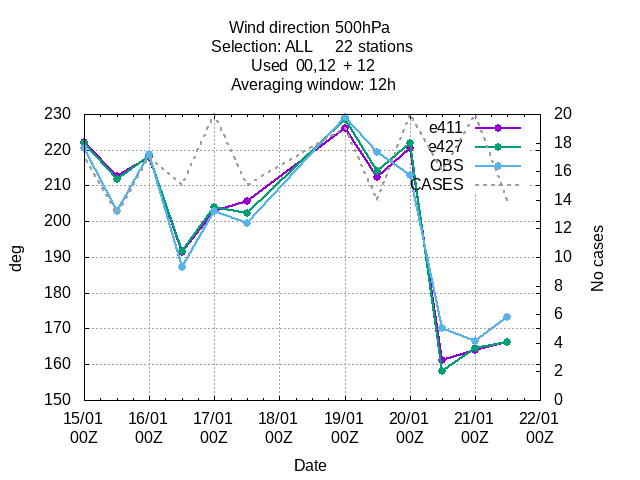 Wind direction 500hPa
Selection: ALL 22 stations
Used 00,12 + 12
Averaging window: 12h
230
220
210
200
190
180
170
160
150
20
18
16
14
12
10
8
6
4
2
0
e411
e427
OBS
CASES
deg
No cases
15/01 16/01 17/01 18/01 19/01 20/01 21/01 22/01
00Z 00Z 00Z 00Z 00Z 00Z 00Z 00Z
Date